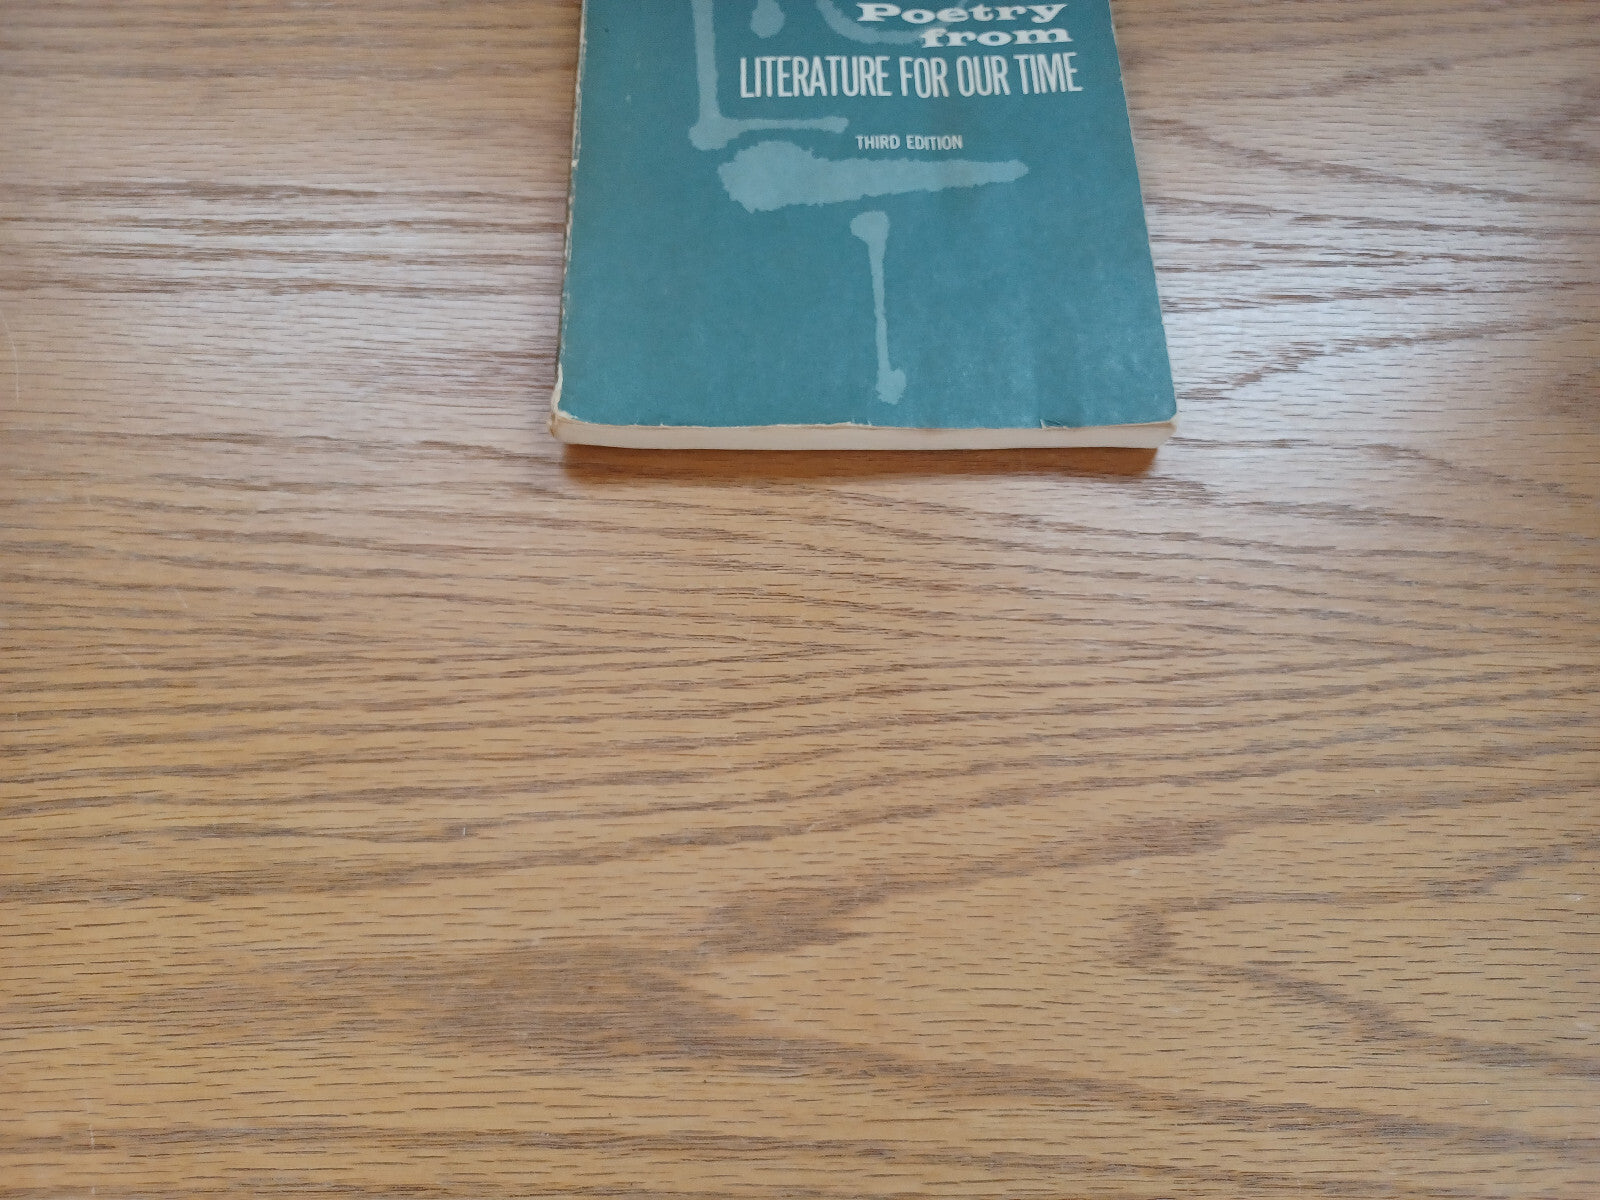 Poetry
from
LITERATURE FOR OUR TIME
THIRD EDITION